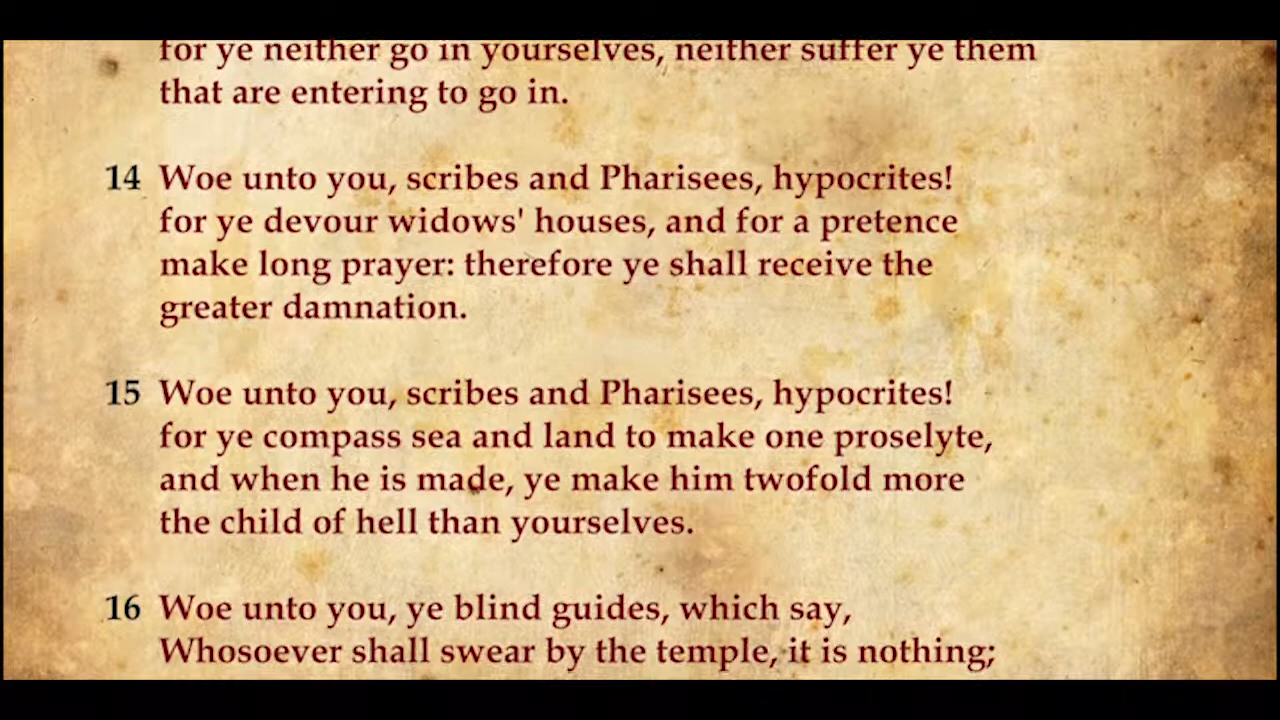 for ye neither go in yourselves, neither suffer ye them
that are entering to go in.
14 Woe unto you, scribes and Pharisees, hypocrites!
for ye devour widows' houses, and for a pretence
make long prayer: therefore ye shall receive the
greater damnation.
15 Woe unto you, scribes and Pharisees, hypocrites!
for ye compass sea and land to make one proselyte,
and when he is made, ye make him twofold more
the child of hell than yourselves.
16 Woe unto you, ye blind guides, which say,
Whosoever shall swear by the temple, it is nothing;